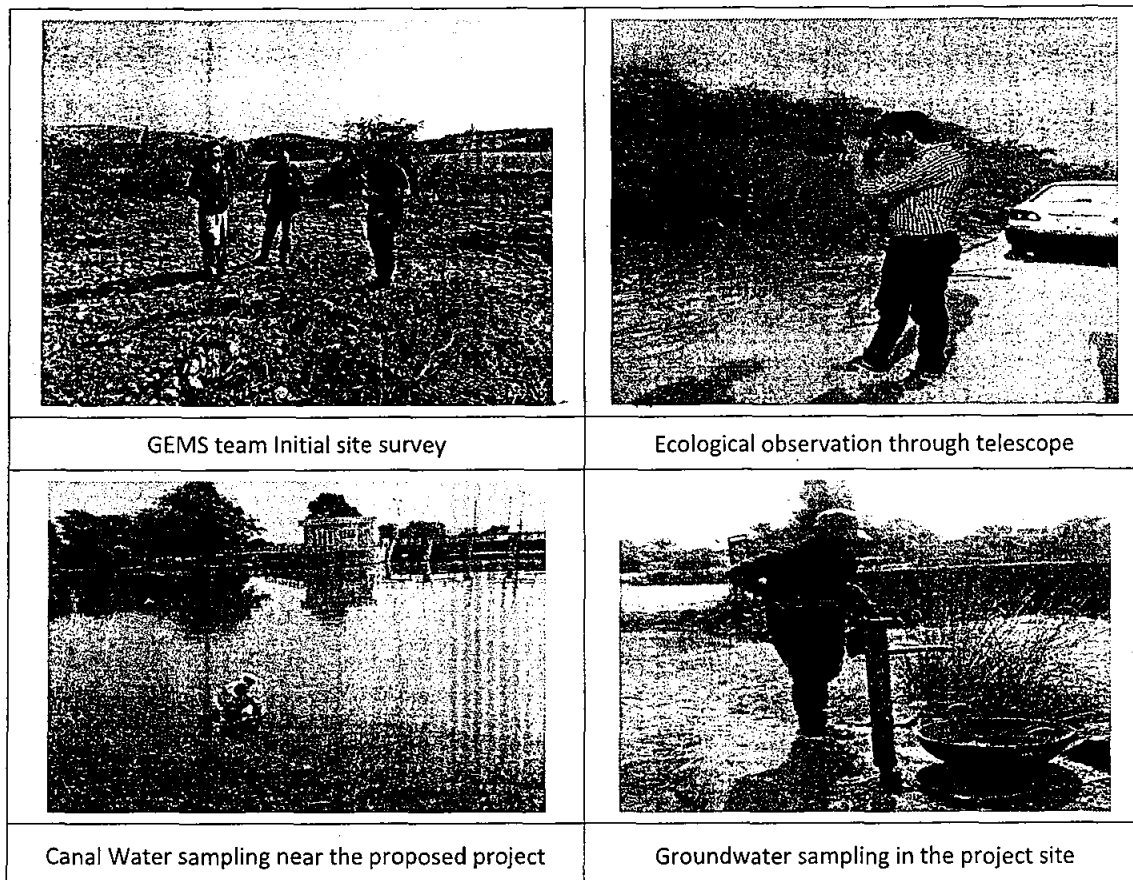 GEMS team Initial site survey
Ecological observation through telescope
Canal Water sampling near the proposed project
Groundwater sampling in the project site